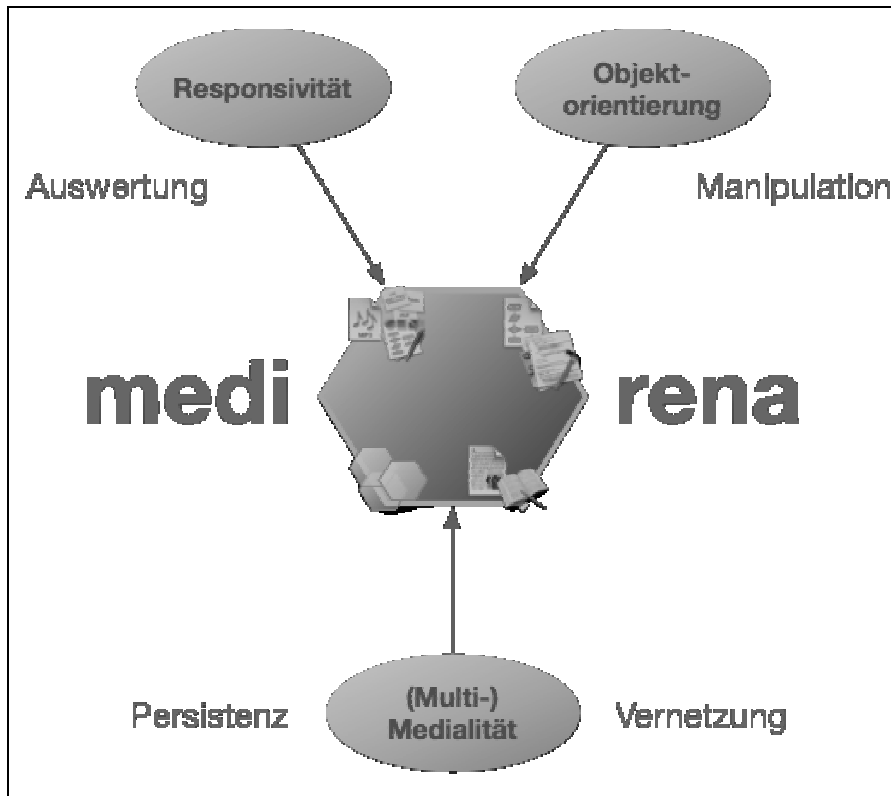 Responsivität
Objekt-
orientierung
Auswertung
Manipulation
medi rena
Persistenz
(Multi-)
Medialität
Vernetzung